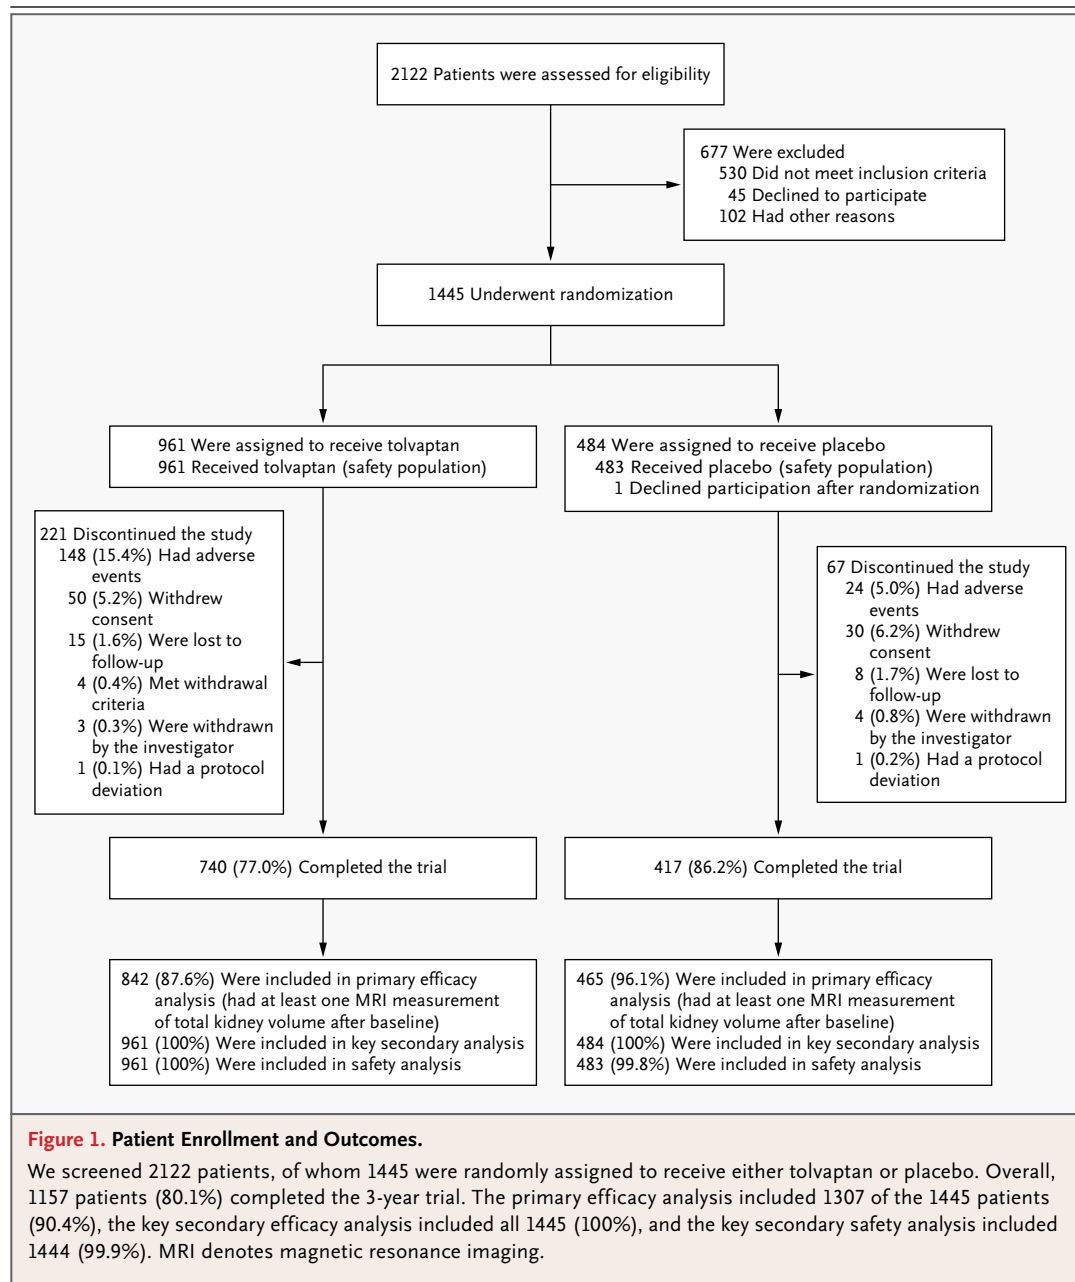 2122 Patients were assessed for eligibility
677 Were excluded
530 Did not meet inclusion criteria
45 Declined to participate
102 Had other reasons
1445 Underwent randomization
961 Were assigned to receive tolvaptan
961 Received tolvaptan (safety population)
484 Were assigned to receive placebo
483 Received placebo (safety population)
1 Declined participation after randomization
221 Discontinued the study
148 (15.4%) Had adverse
events
50 (5.2%) Withdrew
consent
15 (1.6%) Were lost to
follow-up
4 (0.4%) Met withdrawal
criteria
3 (0.3%) Were withdrawn
by the investigator
1 (0.1%) Had a protocol
deviation
67 Discontinued the study
24 (5.0%) Had adverse
events
30 (6.2%) Withdrew
consent
8 (1.7%) Were lost to
follow-up
4 (0.8%) Were withdrawn
by the investigator
1 (0.2%) Had a protocol
deviation
740 (77.0%) Completed the trial
417 (86.2%) Completed the trial
842 (87.6%) Were included in primary efficacy
analysis (had at least one MRI measurement
of total kidney volume after baseline)
961 (100%) Were included in key secondary analysis
961 (100%) Were included in safety analysis
465 (96.1%) Were included in primary efficacy
analysis (had at least one MRI measurement
of total kidney volume after baseline)
484 (100%) Were included in key secondary analysis
483 (99.8%) Were included in safety analysis
Figure 1. Patient Enrollment and Outcomes.
We screened 2122 patients, of whom 1445 were randomly assigned to receive either tolvaptan or placebo. Overall,
1157 patients (80.1%) completed the 3-year trial. The primary efficacy analysis included 1307 of the 1445 patients
(90.4%), the key secondary efficacy analysis included all 1445 (100%), and the key secondary safety analysis included
1444 (99.9%). MRI denotes magnetic resonance imaging.